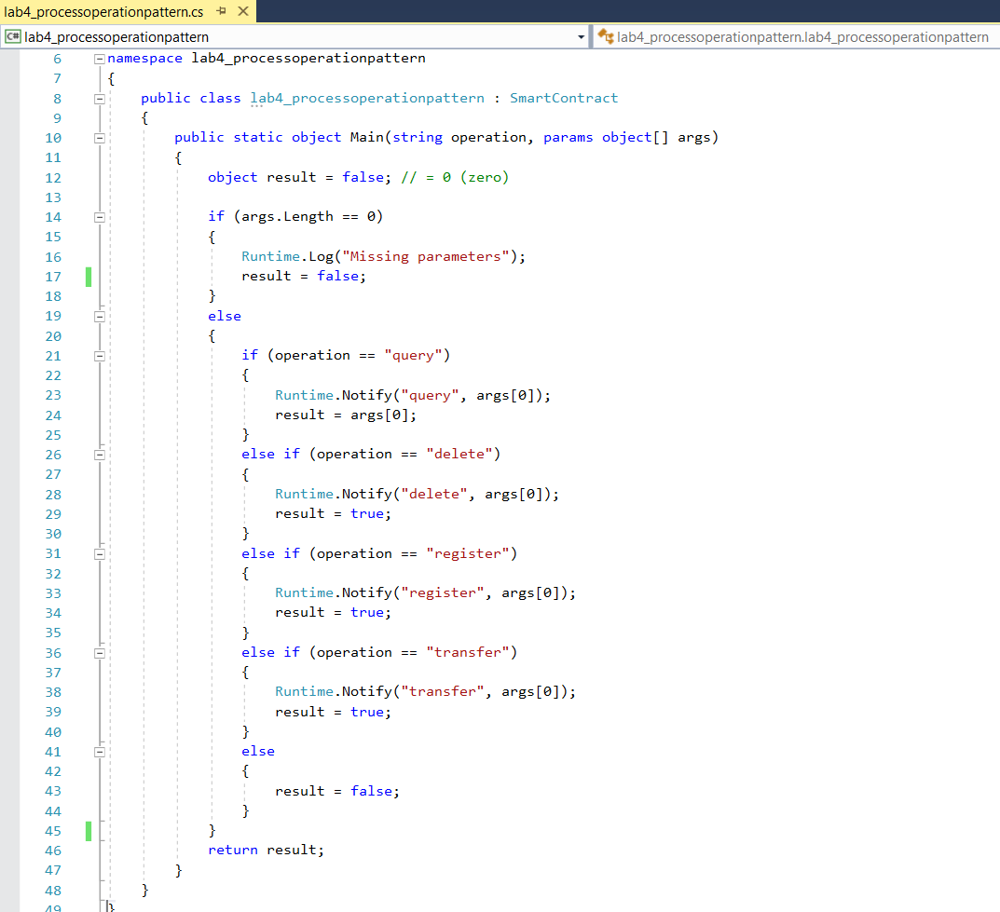 lab4_processoperationpattern.cs
C# lab4_processoperationpattern lab4_processoperationpattern.lab4_processoperationpattern
6 namespace lab4_processoperationpattern
7 {
8 public class lab4_processoperationpattern : SmartContract
9 {
10 public static object Main(string operation, params object[] args)
11 {
12 object result = false; // = 0 (zero)
13
14 if (args.Length == 0)
15 {
16 Runtime.Log("Missing parameters");
17 result = false;
18 }
19 else
20 {
21 if (operation == "query")
22 {
23 Runtime.Notify("query", args[0]);
24 result = args[0];
25 }
26 else if (operation == "delete")
27 {
28 Runtime.Notify("delete", args[0]);
29 result = true;
30 }
31 else if (operation == "register")
32 {
33 Runtime.Notify("register", args[0]);
34 result = true;
35 }
36 else if (operation == "transfer")
37 {
38 Runtime.Notify("transfer", args[0]);
39 result = true;
40 }
41 else
42 {
43 result = false;
44 }
45 }
46 return result;
47 }
48 }
49 }